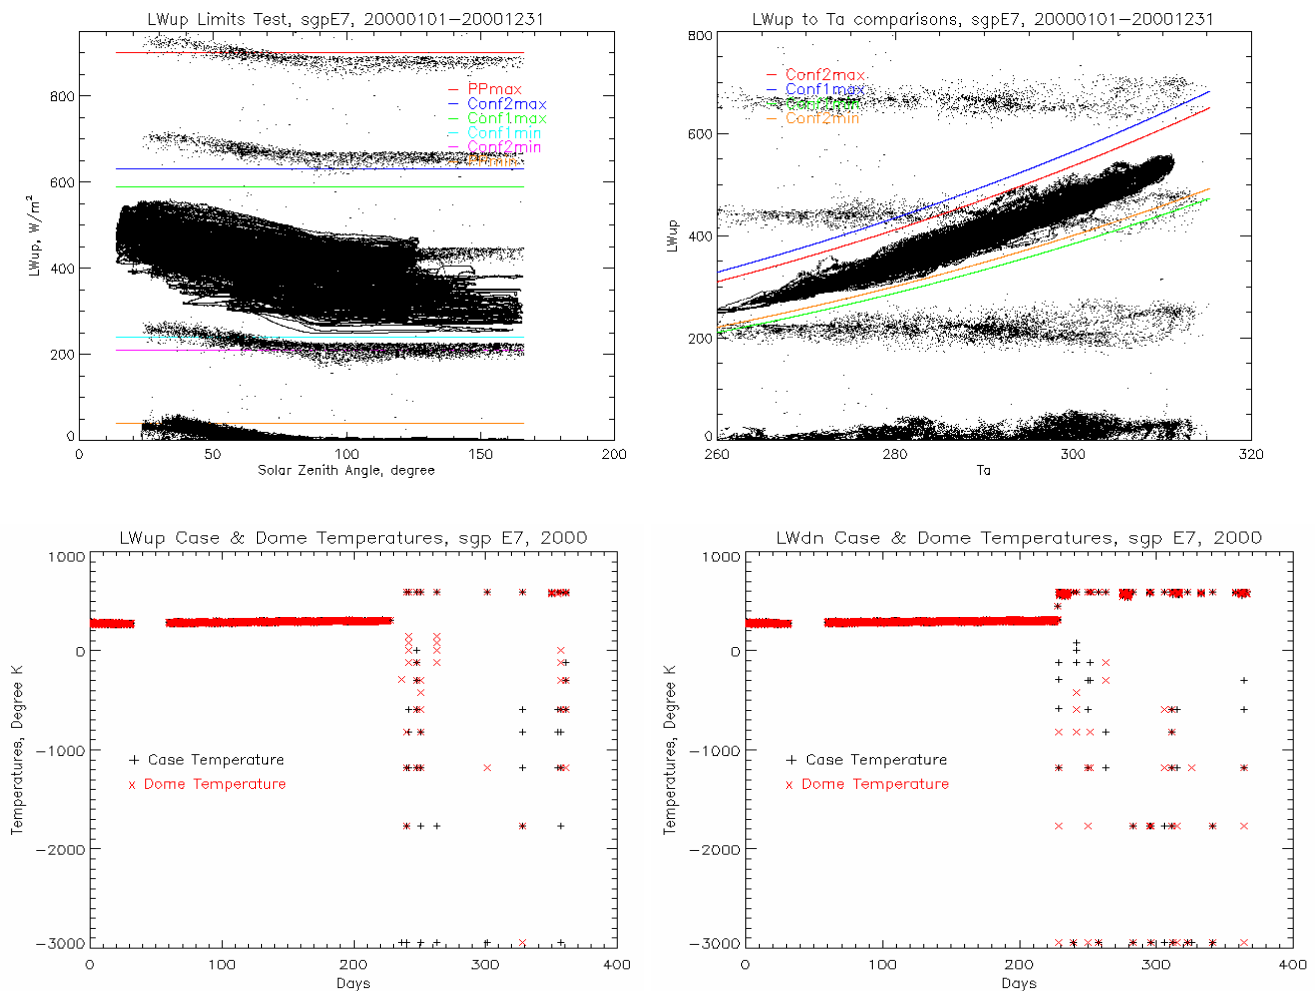 LWup Limits Test, sgpE7, 20000101-20001231
800
600
400
200
0
LWup, W/m²
PPmax
Conf2max
Conf1max
Conf1min
Conf2min
PPmin
0 50 100 150 200
Solar Zenith Angle, degree
LWup to Ta comparisons, sgpE7, 20000101-20001231
800
600
400
200
0
LWup
Conf2max
Conf1max
Conf1min
Conf2min
260 280 300 320
Ta
LWup Case & Dome Temperatures, sgp E7, 2000
1000
0
-1000
-2000
-3000
Temperatures, Degree K
+ Case Temperature
× Dome Temperature
0 100 200 300 400
Days
LWdn Case & Dome Temperatures, sgp E7, 2000
1000
0
-1000
-2000
-3000
Temperatures, Degree K
+ Case Temperature
× Dome Temperature
0 100 200 300 400
Days